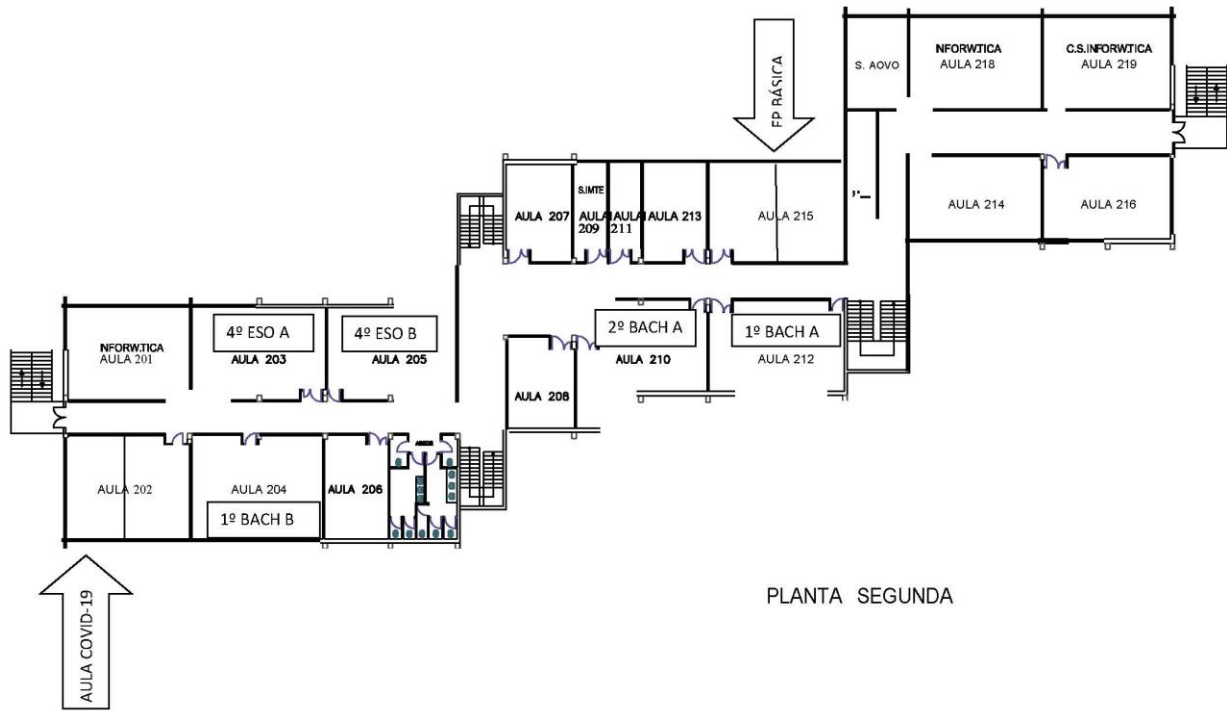 NFORW.TICA
AULA 218
C.S.INFORW.TICA
AULA 219
S. AOVO
FP BÁSICA
AULA 214
AULA 216
AULA 207
S.IMTE
AULA
209
AULA
211
AULA 213
AULA 215
4º ESO A
4º ESO B
2º BACH A
1º BACH A
NFORW.TICA
AULA 201
AULA 203
AULA 205
AULA 210
AULA 212
AULA 208
ASEOS
AULA 202
AULA 204
AULA 206
1º BACH B
AULA COVID-19
PLANTA SEGUNDA